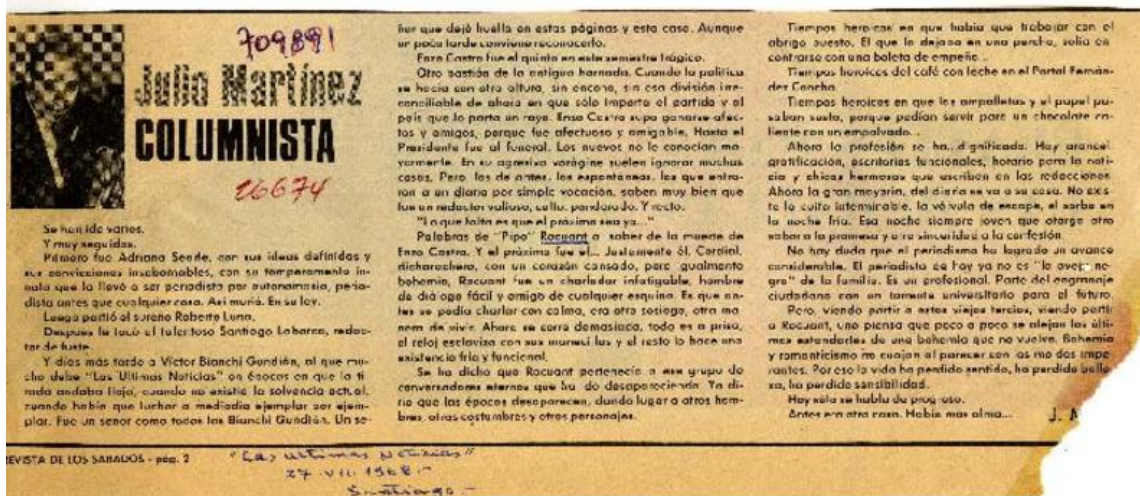 709891
Julio Martínez
COLUMNISTA
26674
Se han ido varios.
Y muy seguidos.
Primero fue Adriana Seade, con sus ideas definidas y
sus convicciones insobornables, con su temperamento in-
nato que la llevó a ser periodista por autonomasia, perio-
dista antes que cualquier cosa. Así murió. En su ley.
Luego partió el sureño Roberto Luna.
Después le tocó al talentoso Santiago Labarca, redac-
tor de fuste.
Y días más tarde a Víctor Bianchi Gundián, al que mu-
cho debe "Las Ultimas Noticias" en épocas en que la ti
rada andaba floja, cuando no existía la solvencia actual,
cuando había que luchar a mediodía ejemplar por ejem-
plar. Fue un señor como todos los Bianchi Gundián. Un se-
ñor que dejó huella en estas páginas y esta casa. Aunque
un poco tarde conviene reconocerlo.
Enzo Castro fue el quinto en este semestre trágico.
Otro bastión de la antigua hornada. Cuando la política
se hacía con otra altura, sin encono, sin esa división irre-
conciliable de ahora en que sólo importa el partido y al
país que lo parta un rayo. Enzo Castro supo ganarse afec-
tos y amigos, porque fue afectuoso y amigable. Hasta el
Presidente fue al funeral. Los nuevos no le conocían ma-
yormente. En su agresiva vorágine suelen ignorar muchas
cosas. Pero los de antes, los espontáneos, los que entra-
ron a un diario por simple vocación, saben muy bien que
fue un redactor valioso, culto, ponderado. Y recto.
"Lo que falta es que el próximo sea yo..."
Palabras de "Pipo" Racuant al saber de la muerte de
Enzo Castro. Y el próximo fue él... Justamente él. Cordial,
dicharachero, con un corazón cansado, pero igualmente
bohemio, Racuant fue un charlador infatigable, hombre
de diálogo fácil y amigo de cualquier esquina. Es que an-
tes se podía charlar con calma, era otro sosiego, otra ma-
nera de vivir. Ahora se corre demasiado, todo es a prisa,
el reloj esclaviza con sus manecillas y el resto lo hace una
existencia fría y funcional.
Se ha dicho que Racuant pertenecía a ese grupo de
conversadores eternos que ha ido desapareciendo. Yo di-
ría que las épocas desaparecen, dando lugar a otros hom-
bres, otras costumbres y otros personajes.
Tiempos heroicos en que había que trabajar con el
abrigo puesto. El que lo dejaba en una percha, solía en-
contrarse con una boleta de empeño...
Tiempos heroicos del café con leche en el Portal Fernán-
dez Concha.
Tiempos heroicos en que las ampolletas y el papel pa-
saban susto, porque podían servir para un chocolate ca-
liente con un empolvado...
Ahora la profesión se ha dignificado. Hay arancel
gratificación, escritorios funcionales, horario para la noti-
cia y chicas hermosas que escriben en las redacciones.
Ahora la gran mayoría, del diario se va a su casa. No exis-
te la cuita interminable, la válvula de escape, el sorbo en
la noche fría. Esa noche siempre joven que otorga otro
sabor a la promesa y otra sinceridad a la confesión.
No hay duda que el periodismo ha logrado un avance
considerable. El periodista de hoy ya no es "la oveja ne-
gra" de la familia. Es un profesional. Parte del engranaje
ciudadano con un torrente universitario para el futuro.
Pero, viendo partir a estos viejos tercios, viendo partir
a Racuant, uno piensa que poco a poco se alejan los últi-
mos estandartes de una bohemia que no vuelve. Bohemia
y romanticismo no cuajan al parecer con los moldes impe
rantes. Por eso la vida ha perdido sentido, ha perdido belle
za, ha perdido sensibilidad.
Hoy sólo se habla de progreso.
Antes era otra cosa. Había más alma...
J.
REVISTA DE LOS SABADOS - pág. 2
"Las ultimas Noticias"
27-VII-1968.-
Santiago.-